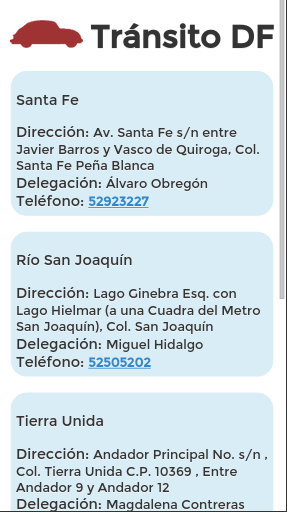 Tránsito DF
Santa Fe
Dirección: Av. Santa Fe s/n entre
Javier Barros y Vasco de Quiroga, Col.
Santa Fe Peña Blanca
Delegación: Álvaro Obregón
Teléfono: 52923227
Río San Joaquín
Dirección: Lago Ginebra Esq. con
Lago Hielmar (a una Cuadra del Metro
San Joaquín), Col. San Joaquín
Delegación: Miguel Hidalgo
Teléfono: 52505202
Tierra Unida
Dirección: Andador Principal No. s/n ,
Col. Tierra Unida C.P. 10369 , Entre
Andador 9 y Andador 12
Delegación: Magdalena Contreras